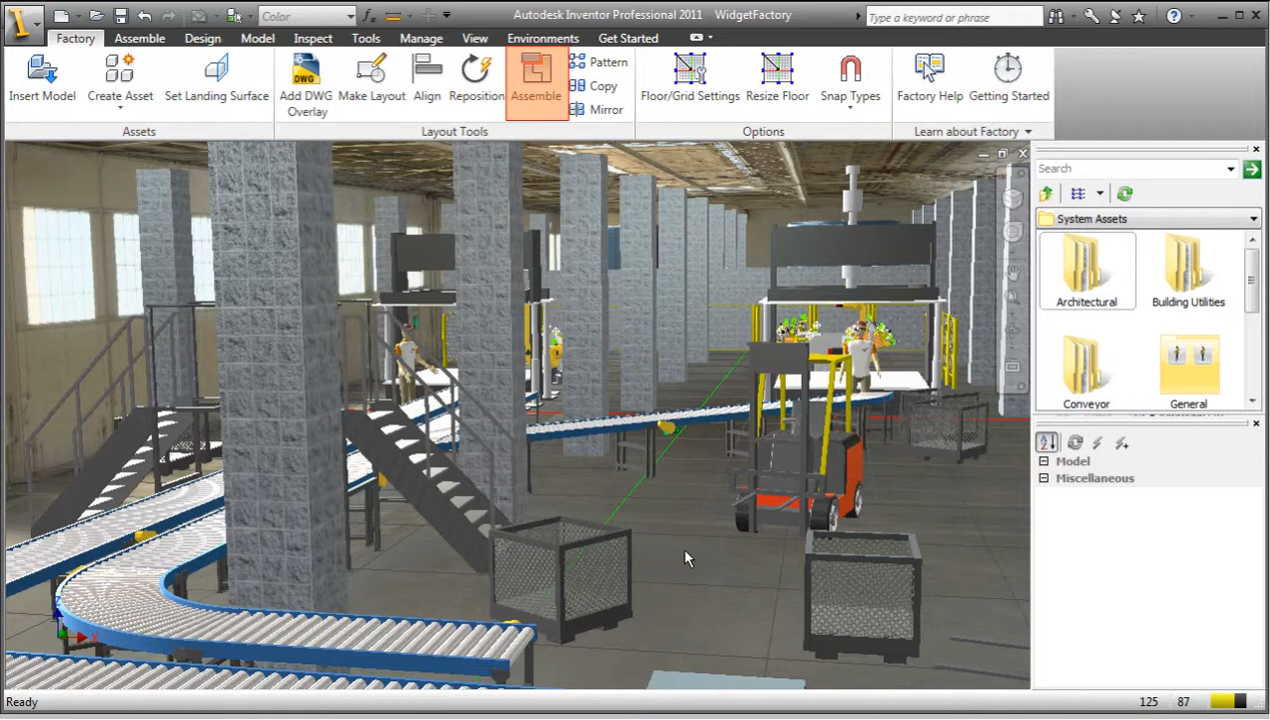 Color
Autodesk Inventor Professional 2011 WidgetFactory
Type a keyword or phrase
Factory Assemble Design Model Inspect Tools Manage View Environments Get Started
Insert Model
Create Asset
Set Landing Surface
DWG
Add DWG
Overlay
Make Layout
Align
Reposition
Assemble
Pattern
Copy
Mirror
Floor/Grid Settings
Resize Floor
Snap Types
Factory Help
Getting Started
Assets
Layout Tools
Options
Learn about Factory
Search
System Assets
Architectural
Building Utilities
Conveyor
General
Model
Miscellaneous
X
Ready
125 87